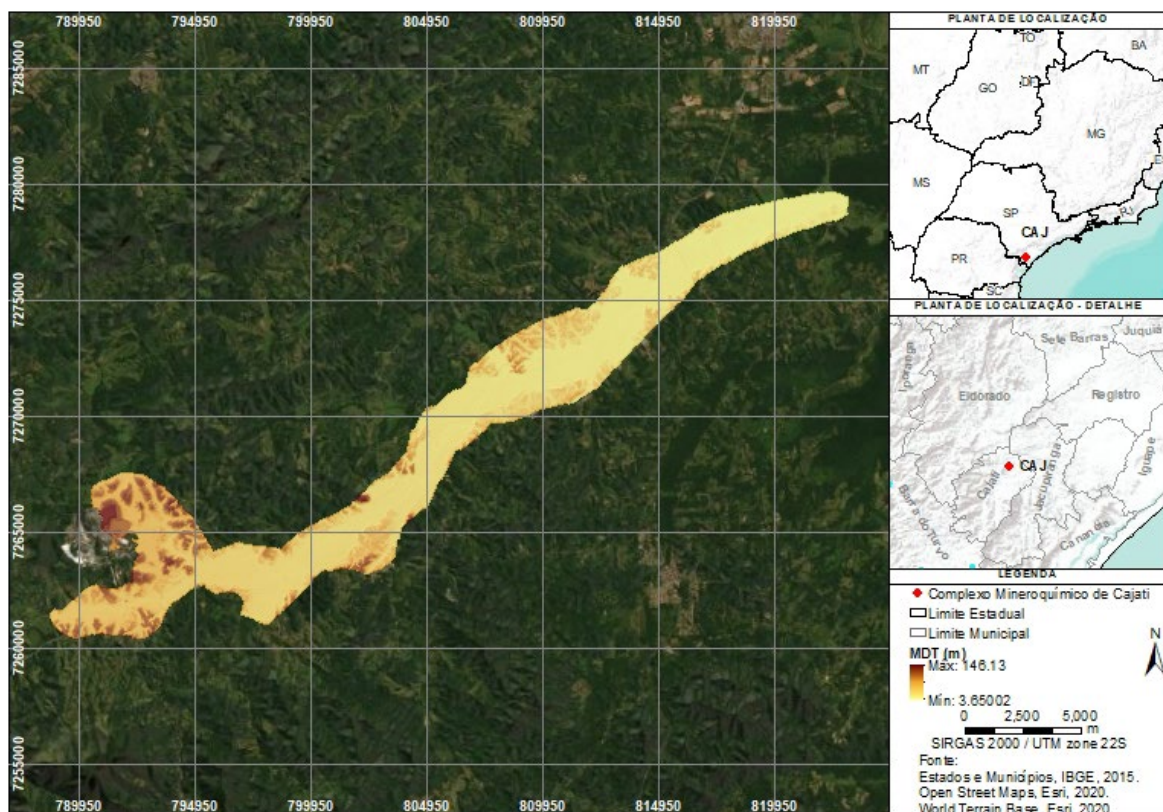 789950 794950 799950 804950 809950 814950 819950
7285000
7280000
7275000
7270000
7265000
7260000
7255000
789950 794950 799950 804950 809950 814950 819950
PLANTA DE LOCALIZAÇÃO
TO
BA
MT
DF
GO
MG
MS
SP
RJ
CAJ
PR
SC
PLANTA DE LOCALIZAÇÃO - DETALHE
Sete Barras
Juquiá
Iporanga
Eldorado
Registro
CAJ
Cajati
Jacupiranga
Iguape
Barra do Turvo
Cananéia
LEGENDA
Complexo Mineroquímico de Cajati
Limite Estadual
Limite Municipal
N
MDT (m)
Máx: 146.13
Mín: 3.65002
0 2,500 5,000
m
SIRGAS 2000 / UTM zone 22S
Fonte:
Estados e Municípios, IBGE, 2015.
Open Street Maps, Esri, 2020.
World Terrain Base, Esri, 2020